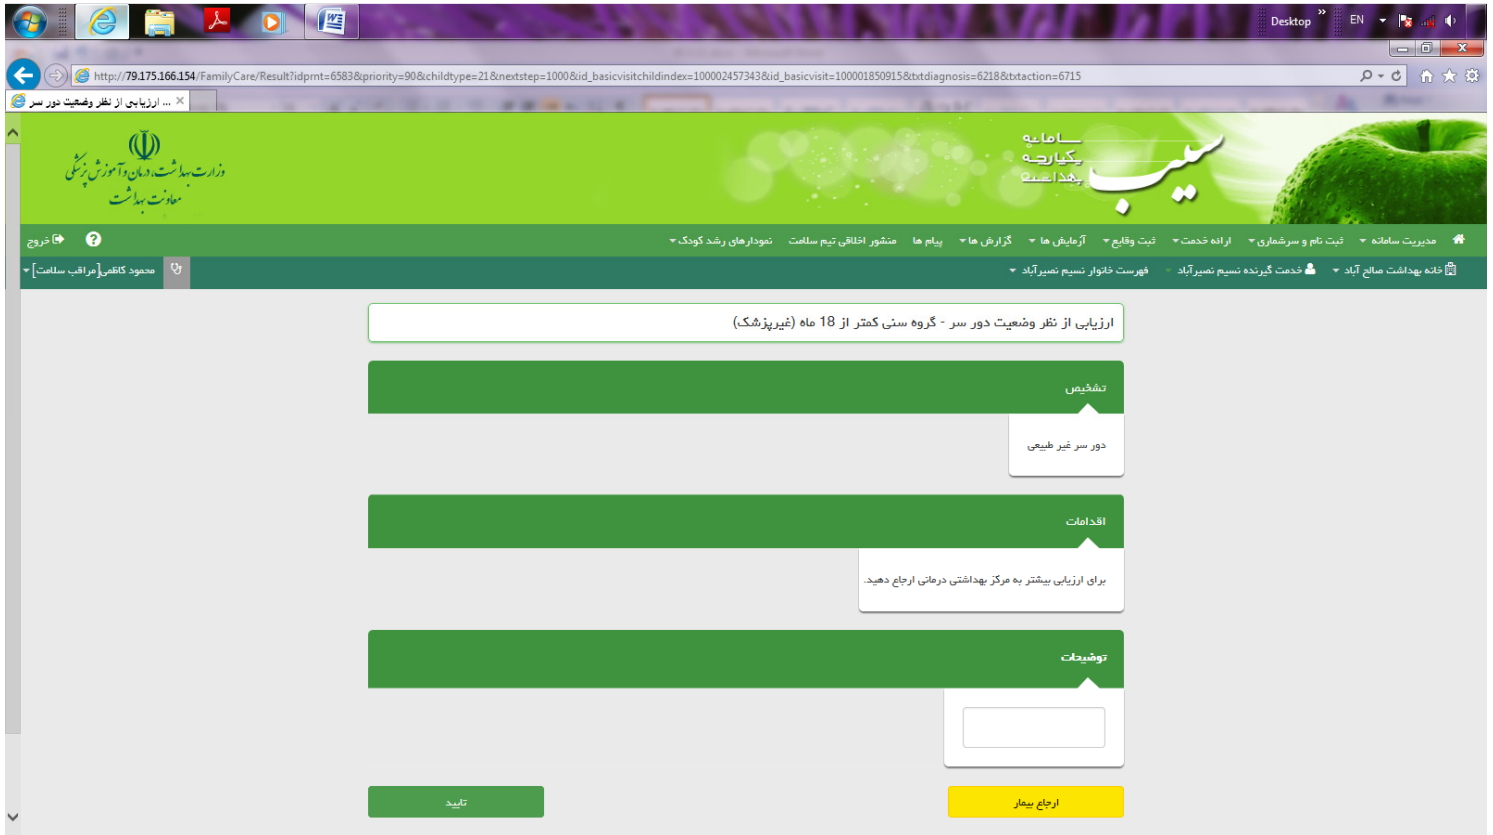 Desktop
EN
http://79.175.166.154/FamilyCare/Result?idprnt=6583&priority=90&childtype=21&nextstep=1000&id_basicvisitchildindex=100002457343&id_basicvisit=100001850915&txtdiagnosis=6218&txtaction=6715
ارزیابی از نظر وضعیت دور سر ...
وزارت بهداشت، درمان و آموزش پزشکی
معاونت بهداشت
سامانه
یکپارچه
بهداشت
سیب
مدیریت سامانه
ثبت نام و سرشماری
ارائه خدمت
ثبت وقایع
آزمایش ها
گزارش ها
پیام ها
منشور اخلاقی تیم سلامت
نمودارهای رشد کودک
خروج
خانه بهداشت صالح آباد
خدمت گیرنده نسیم نصیرآباد
فهرست خانوار نسیم نصیرآباد
محمود کاظمی[مراقب سلامت]
ارزیابی از نظر وضعیت دور سر - گروه سنی کمتر از 18 ماه (غیرپزشک)
تشخیص
دور سر غیر طبیعی
اقدامات
برای ارزیابی بیشتر به مرکز بهداشتی درمانی ارجاع دهید.
توضیحات
ارجاع بیمار
تایید